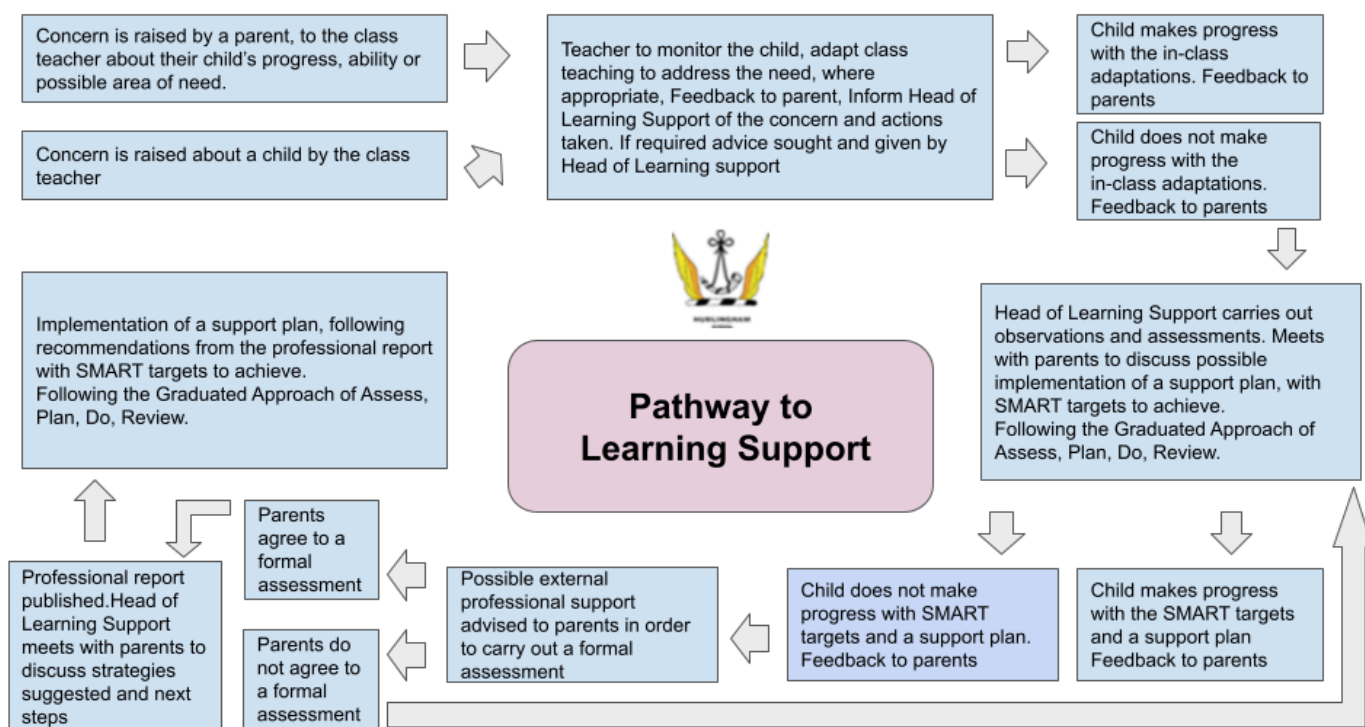 Concern is raised by a parent, to the class
teacher about their child's progress, ability or
possible area of need.
Concern is raised about a child by the class
teacher
Teacher to monitor the child, adapt class
teaching to address the need, where
appropriate, Feedback to parent, Inform Head of
Learning Support of the concern and actions
taken. If required advice sought and given by
Head of Learning support
Child makes progress
with the in-class
adaptations. Feedback to
parents
Child does not make
progress with the
in-class adaptations.
Feedback to parents
HURLINGHAM
Pathway to
Learning Support
Head of Learning Support carries out
observations and assessments. Meets
with parents to discuss possible
implementation of a support plan, with
SMART targets to achieve.
Following the Graduated Approach of
Assess, Plan, Do, Review.
Child makes progress
with the SMART targets
and a support plan
Feedback to parents
Child does not make
progress with SMART
targets and a support plan.
Feedback to parents
Possible external
professional support
advised to parents in order
to carry out a formal
assessment
Parents
agree to a
formal
assessment
Parents do
not agree to
a formal
assessment
Professional report
published.Head of
Learning Support
meets with parents to
discuss strategies
suggested and next
steps
Implementation of a support plan, following
recommendations from the professional report
with SMART targets to achieve.
Following the Graduated Approach of Assess,
Plan, Do, Review.